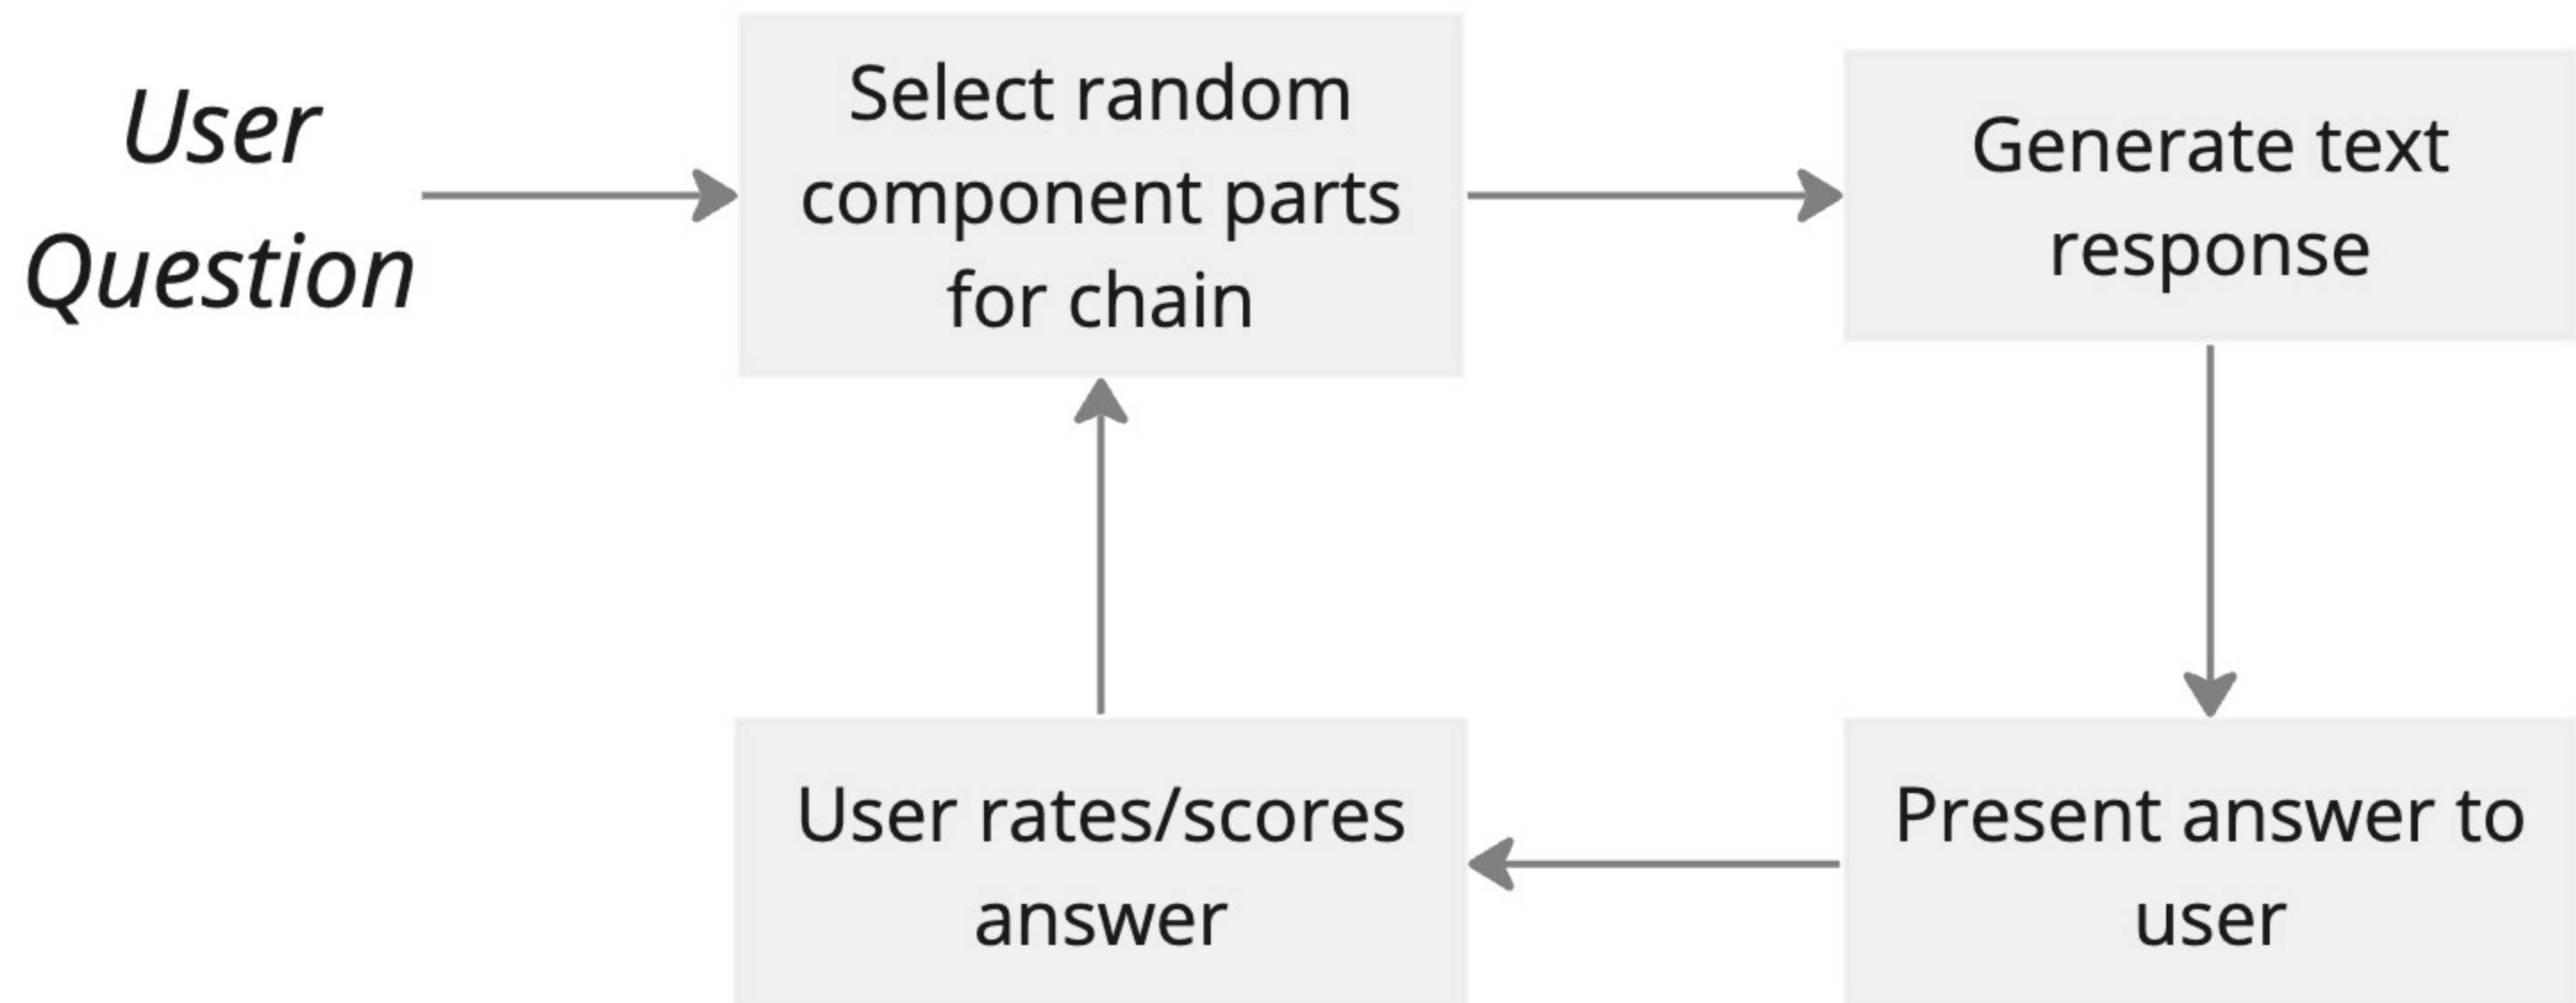 User
Question
Select random
component parts
for chain
Generate text
response
Present answer to
user
User rates/scores
answer